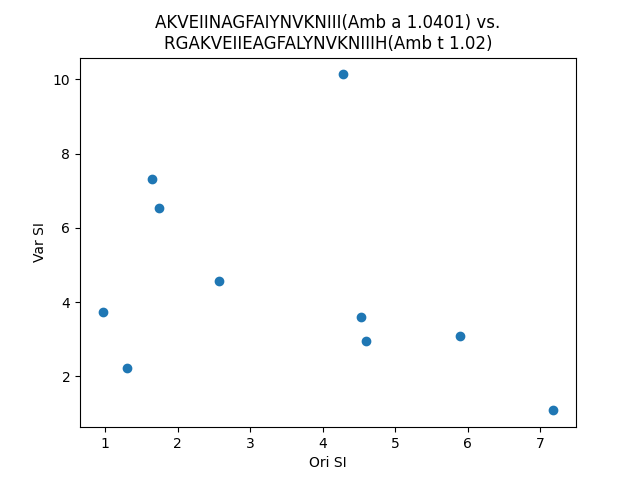 AKVEIINAGFAIYNVKNIII(Amb a 1.0401) vs.
RGAKVEIIEAGFALYNVKNIIIH(Amb t 1.02)
10
8
6
4
2
Var SI
1 2 3 4 5 6 7
Ori SI